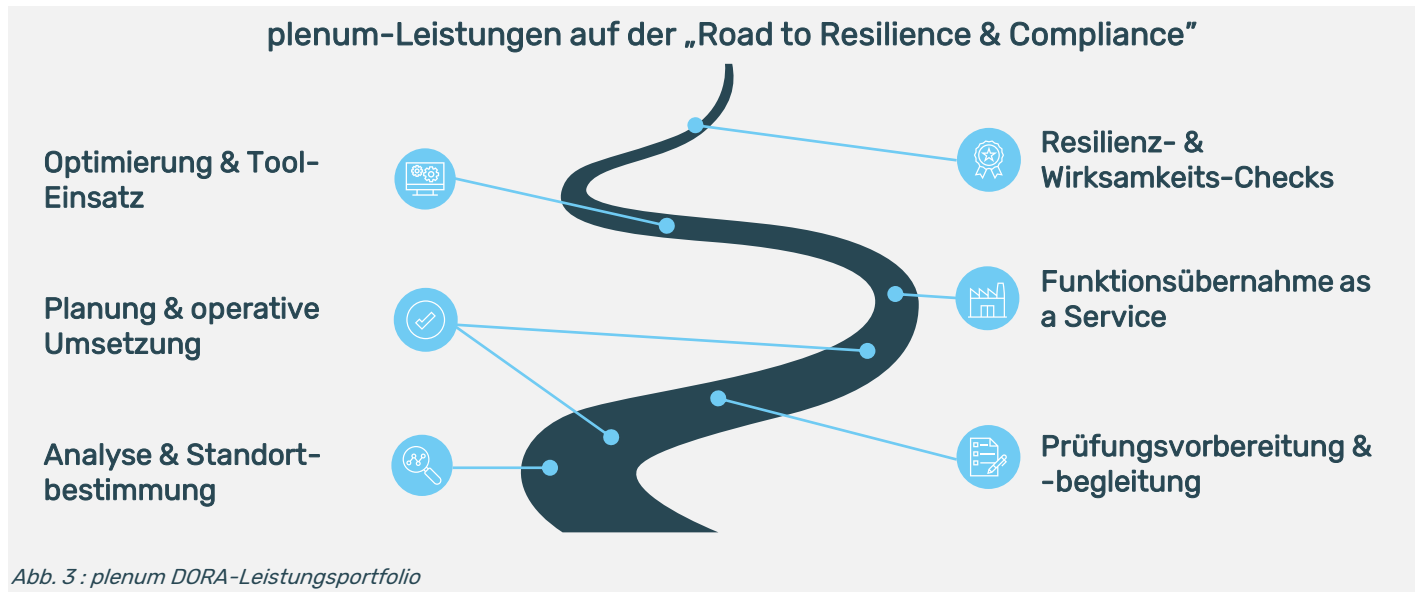 plenum-Leistungen auf der „Road to Resilience & Compliance”
Optimierung & Tool-
Einsatz
Planung & operative
Umsetzung
Analyse & Standort-
bestimmung
Resilienz- &
Wirksamkeits-Checks
Funktionsübernahme as
a Service
Prüfungsvorbereitung &
-begleitung
Abb. 3 : plenum DORA-Leistungsportfolio